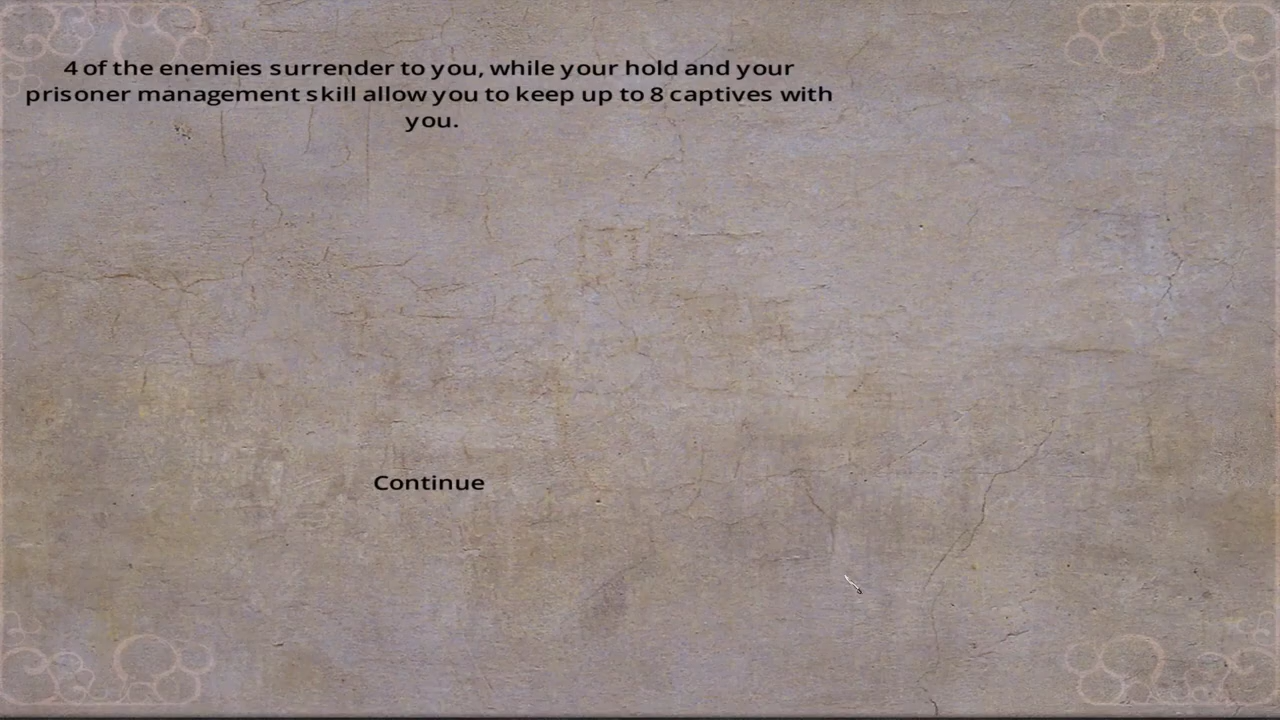 4 of the enemies surrender to you, while your hold and your
prisoner management skill allow you to keep up to 8 captives with
you.
Continue